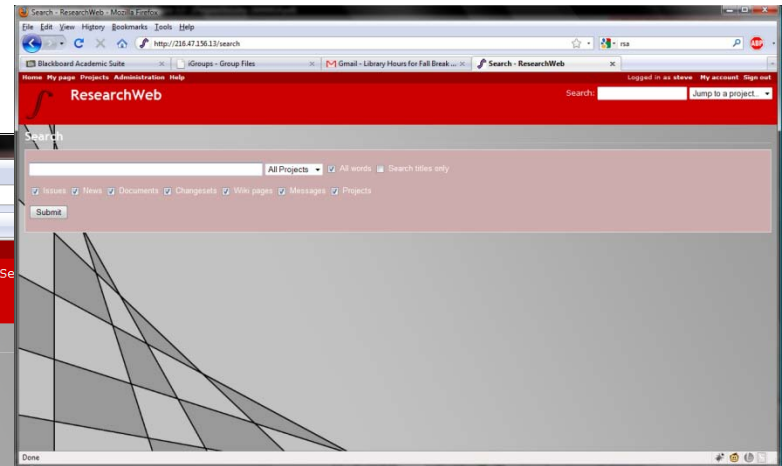 Search - ResearchWeb - Mozilla Firefox
File Edit View History Bookmarks Tools Help
http://216.47.156.13/search rsa ABP
Blackboard Academic Suite iGroups - Group Files Gmail - Library Hours for Fall Break ... Search - ResearchWeb
Home My page Projects Administration Help Logged in as steve My account Sign out
ResearchWeb Search: Jump to a project...
Search
All Projects All words Search titles only
Issues News Documents Changesets Wiki pages Messages Projects
Submit
Se
Done